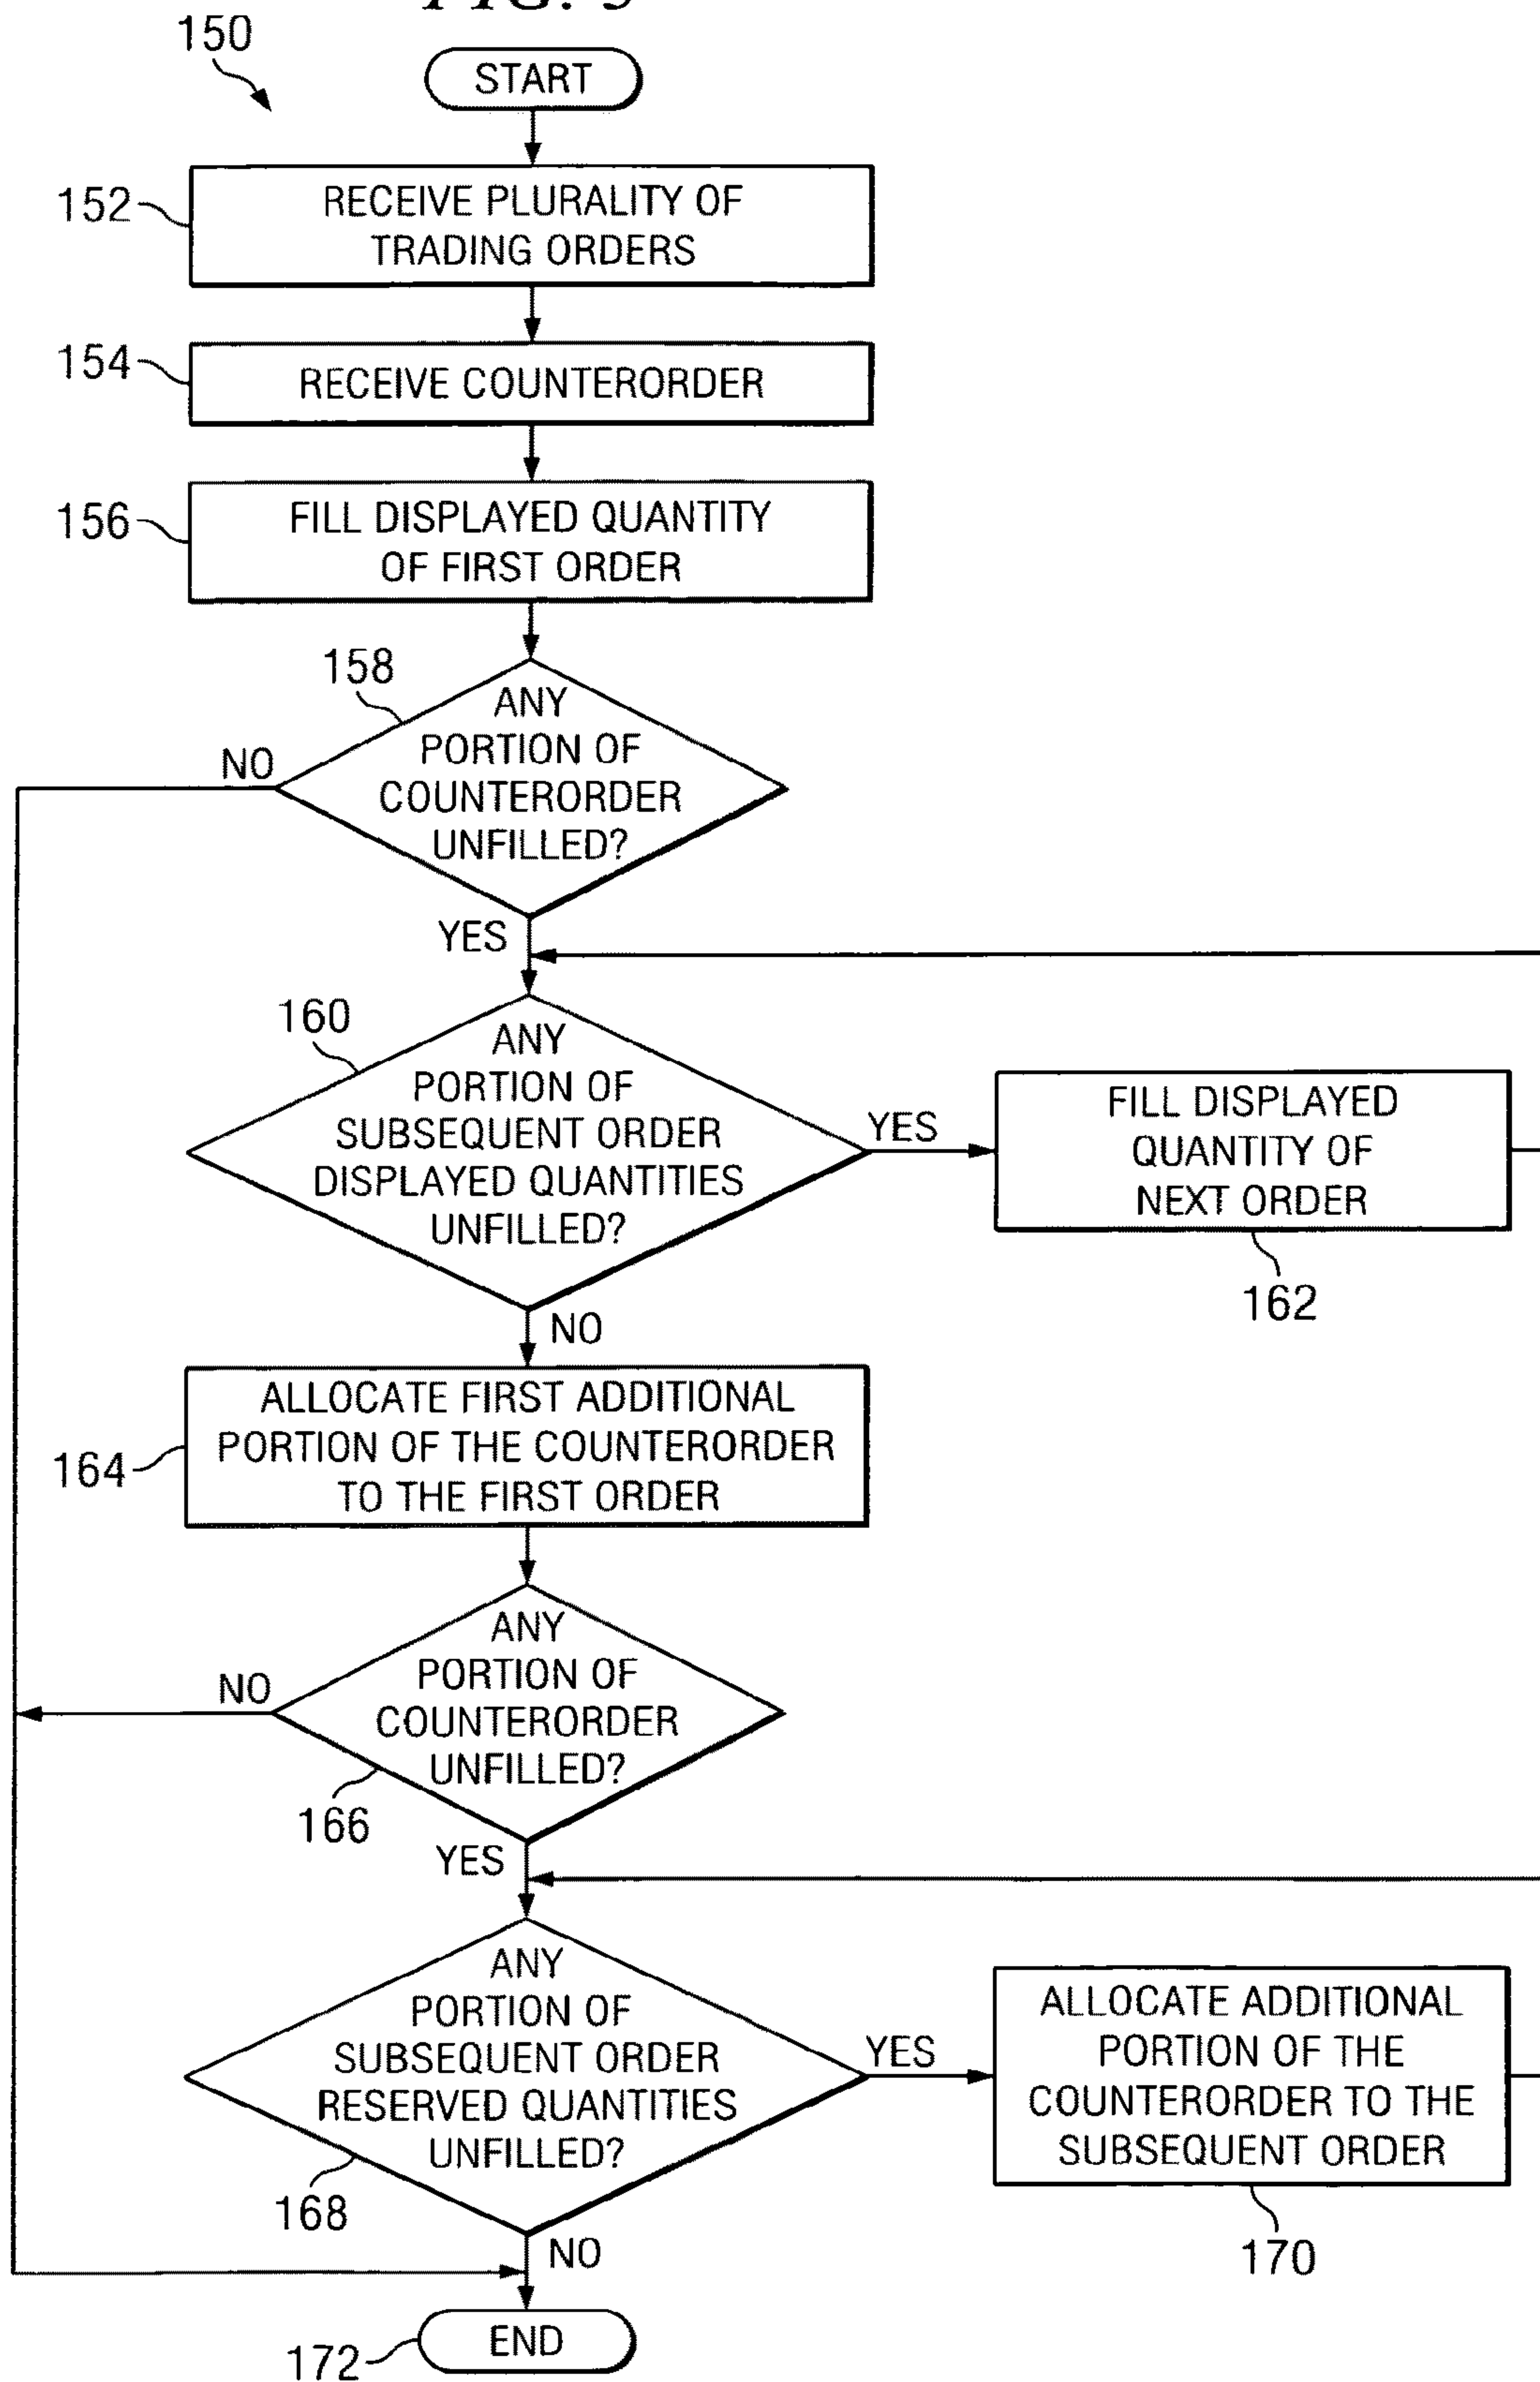 150
START
152
RECEIVE PLURALITY OF
TRADING ORDERS
154
RECEIVE COUNTERORDER
156
FILL DISPLAYED QUANTITY
OF FIRST ORDER
158
ANY
PORTION OF
COUNTERORDER
UNFILLED?
NO
YES
160
ANY
PORTION OF
SUBSEQUENT ORDER
DISPLAYED QUANTITIES
UNFILLED?
YES
FILL DISPLAYED
QUANTITY OF
NEXT ORDER
162
NO
164
ALLOCATE FIRST ADDITIONAL
PORTION OF THE COUNTERORDER
TO THE FIRST ORDER
ANY
PORTION OF
COUNTERORDER
UNFILLED?
NO
166
YES
ANY
PORTION OF
SUBSEQUENT ORDER
RESERVED QUANTITIES
UNFILLED?
168
YES
ALLOCATE ADDITIONAL
PORTION OF THE
COUNTERORDER TO THE
SUBSEQUENT ORDER
170
NO
END
172